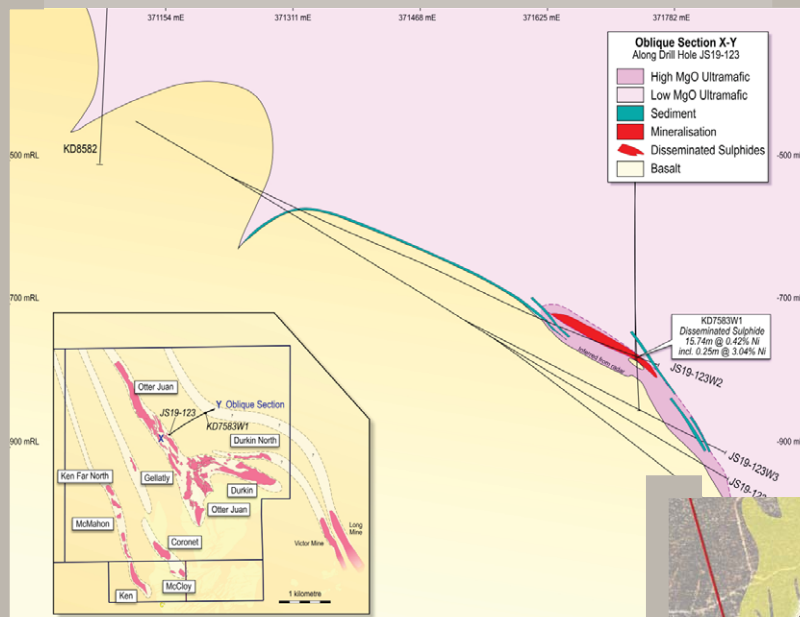 371154 mE
371311 mE
371468 mE
371625 mE
371782 mE
Oblique Section X-Y
Along Drill Hole JS19-123
High MgO Ultramafic
Low MgO Ultramafic
Sediment
Mineralisation
Disseminated Sulphides
Basalt
KD8582
500 mRL
-500 m
700 mRL
-700 m
900 mRL
-900 m
KD7583W1
Disseminated Sulphide
15.74m @ 0.42% Ni
incl. 0.25m @ 3.04% Ni
Inferred from radar
JS19-123W2
JS19-123W3
Otter Juan
Y Oblique Section
JS19-123
KD7583W1
X
Durkin North
Ken Far North
Gellatly
Durkin
Otter Juan
McMahon
Long
Mine
Victor Mine
Coronet
McCloy
Ken
1 kilometre